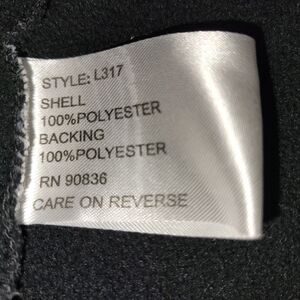 STYLE: L317
SHELL
100%POLYESTER
BACKING
100%POLYESTER
RN 90836
CARE ON REVERSE